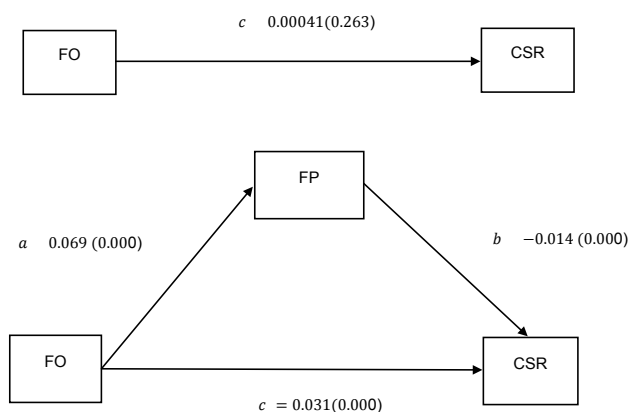 c 0.00041(0.263)
FO
CSR
FP
a 0.069 (0.000)
b −0.014 (0.000)
FO
CSR
c = 0.031(0.000)